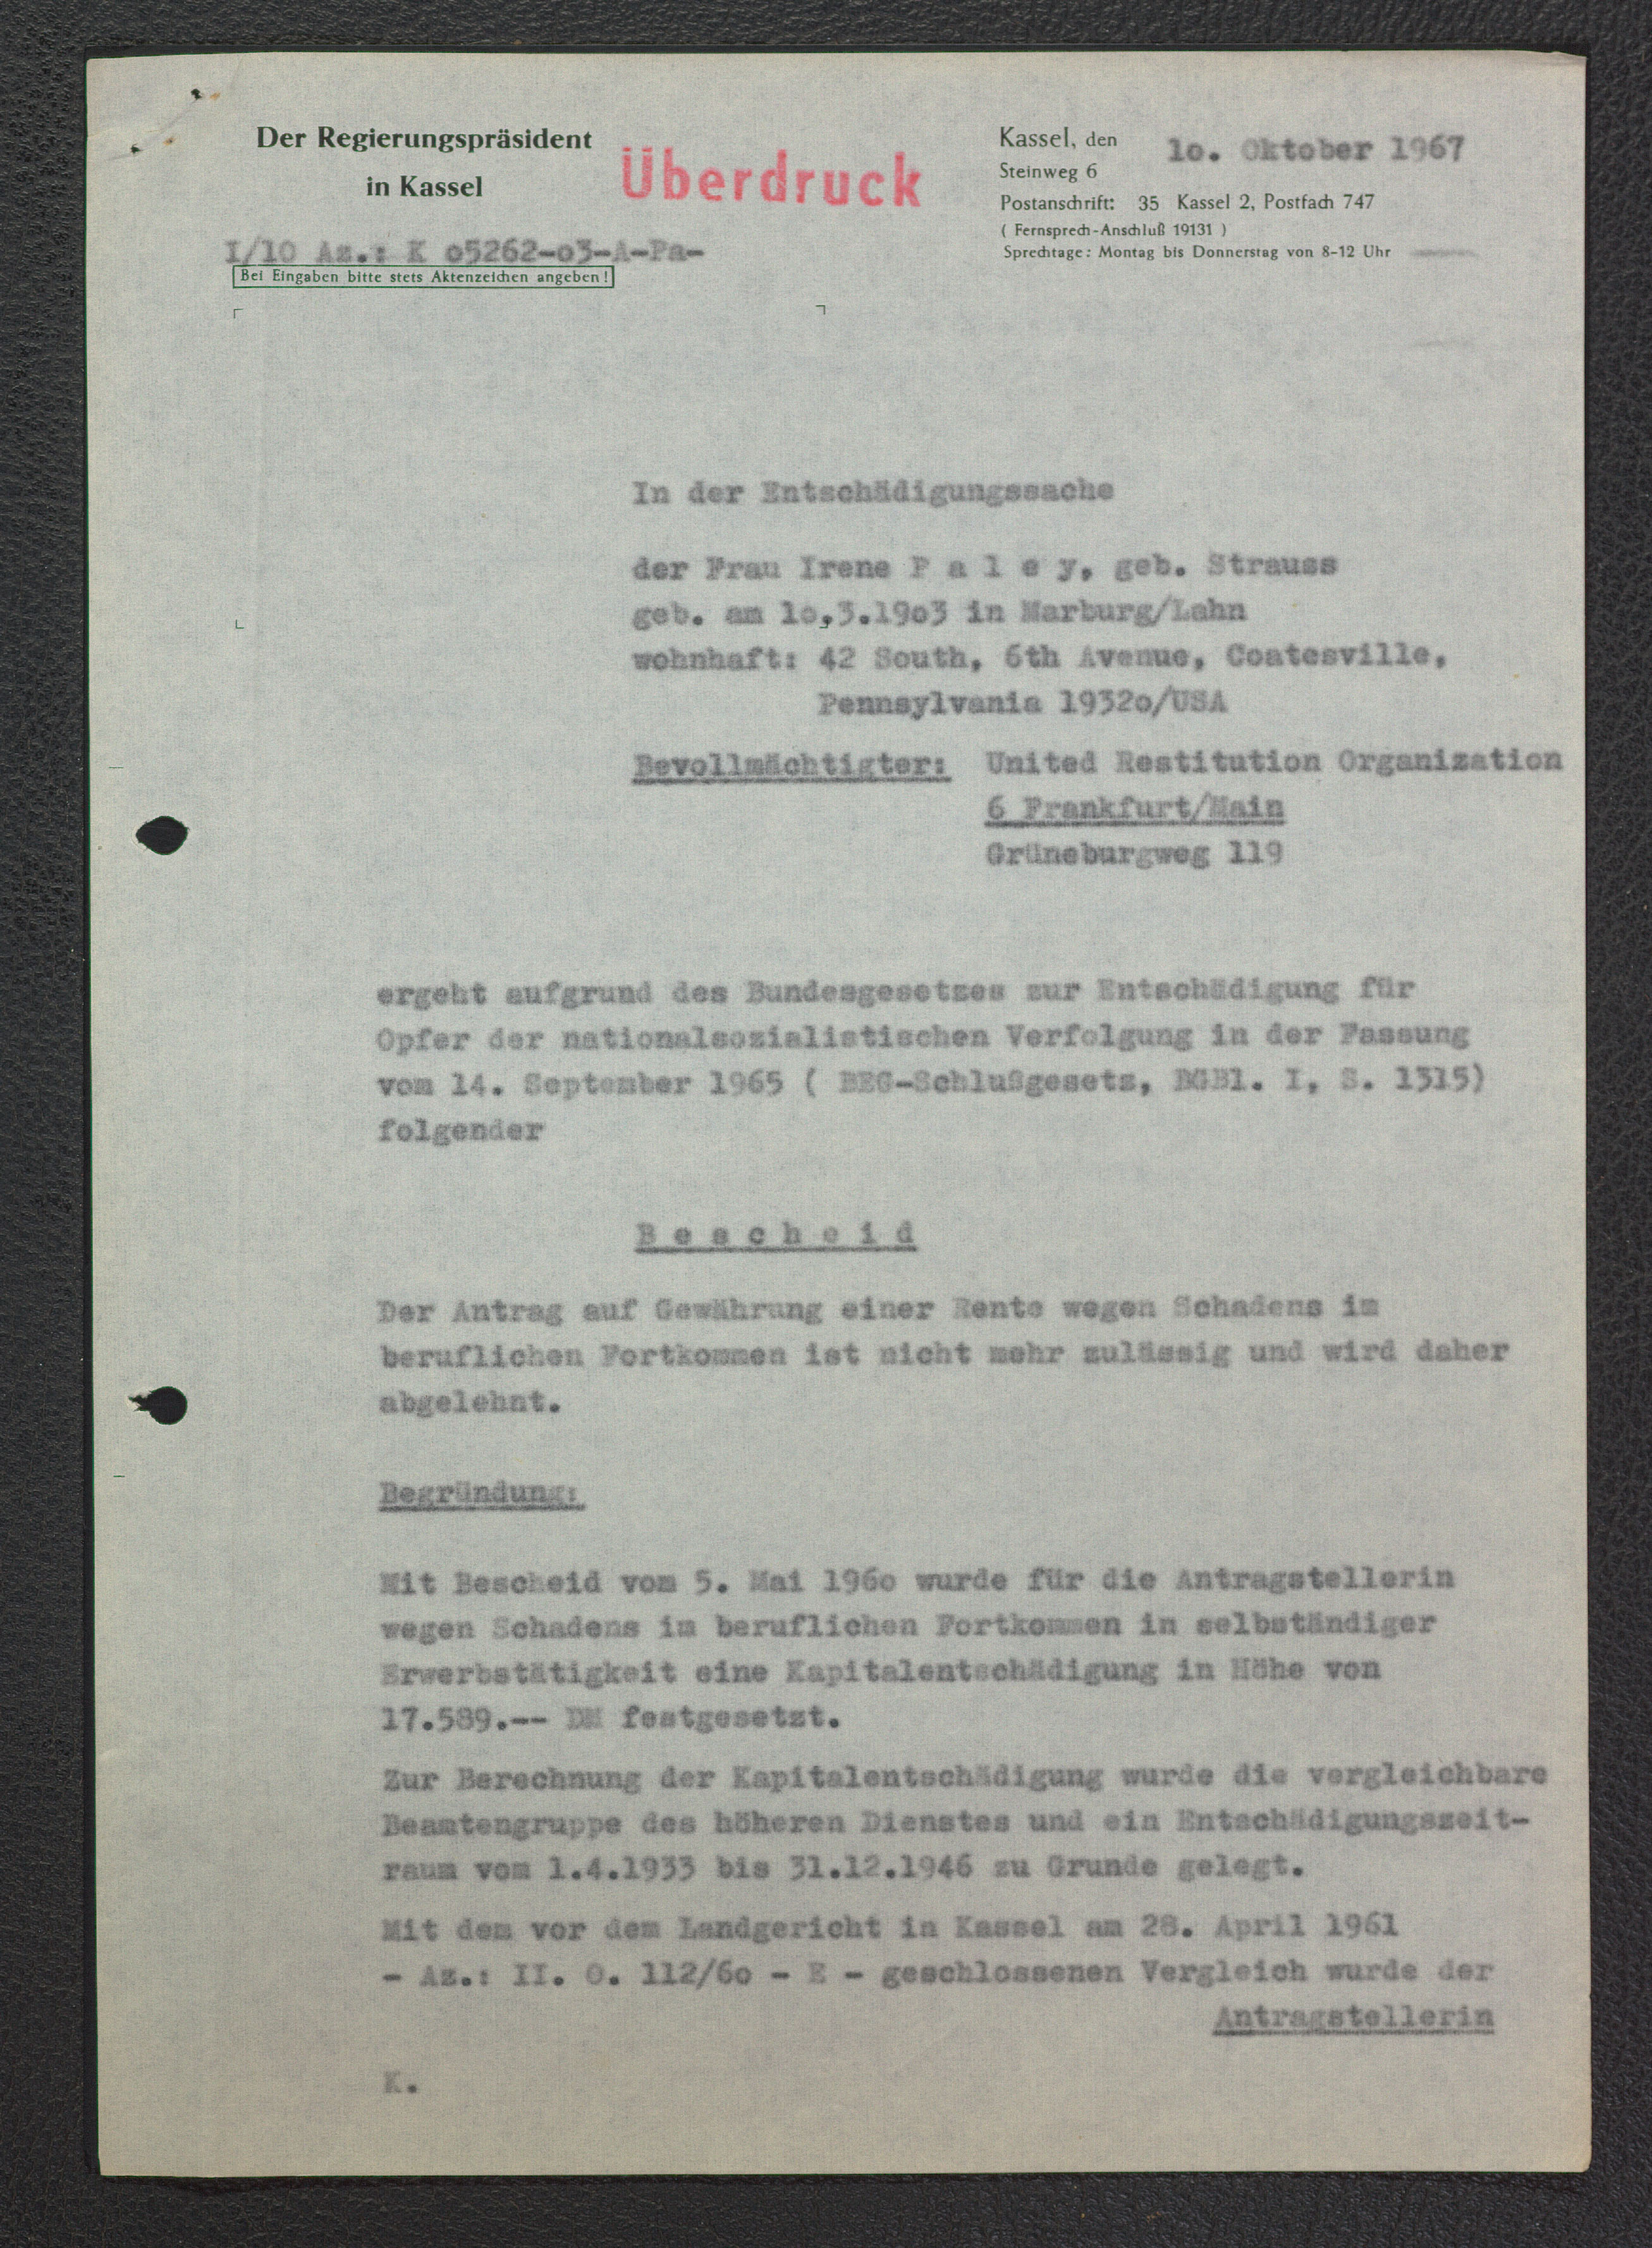 Der Regierungspräsident
in Kassel
Überdruck
Kassel, den 1o. Oktober 1967
Steinweg 6
Postanschrift: 35 Kassel 2, Postfach 747
( Fernsprech-Anschluß 19131 )
Sprechtage: Montag bis Donnerstag von 8–12 Uhr
I/10 Az.: K o5262-o3-A-Pa-
Bei Eingaben bitte stets Aktenzeichen angeben!
In der Entschädigungssache
der Frau Irene P a l e y, geb. Strauss
geb. am 1o.3.19o3 in Marburg/Lahn
wohnhaft: 42 South, 6th Avenue, Coatesville,
Pennsylvania 1932o/USA
Bevollmächtigter: United Restitution Organization
6 Frankfurt/Main
Grüneburgweg 119
ergeht aufgrund des Bundesgesetzes zur Entschädigung für
Opfer der nationalsozialistischen Verfolgung in der Fassung
vom 14. September 1965 ( BEG-Schlußgesetz, BGBl. I, S. 1315)
folgender
B e s c h e i d
Der Antrag auf Gewährung einer Rente wegen Schadens im
beruflichen Fortkommen ist nicht mehr zulässig und wird daher
abgelehnt.
Begründung:
Mit Bescheid vom 5. Mai 196o wurde für die Antragstellerin
wegen Schadens im beruflichen Fortkommen in selbständiger
Erwerbstätigkeit eine Kapitalentschädigung in Höhe von
17.589.-- DM festgesetzt.
Zur Berechnung der Kapitalentschädigung wurde die vergleichbare
Beamtengruppe des höheren Dienstes und ein Entschädigungszeit-
raum vom 1.4.1933 bis 31.12.1946 zu Grunde gelegt.
Mit dem vor dem Landgericht in Kassel am 28. April 1961
- Az.: II. O. 112/6o - E - geschlossenen Vergleich wurde der
Antragstellerin
K.